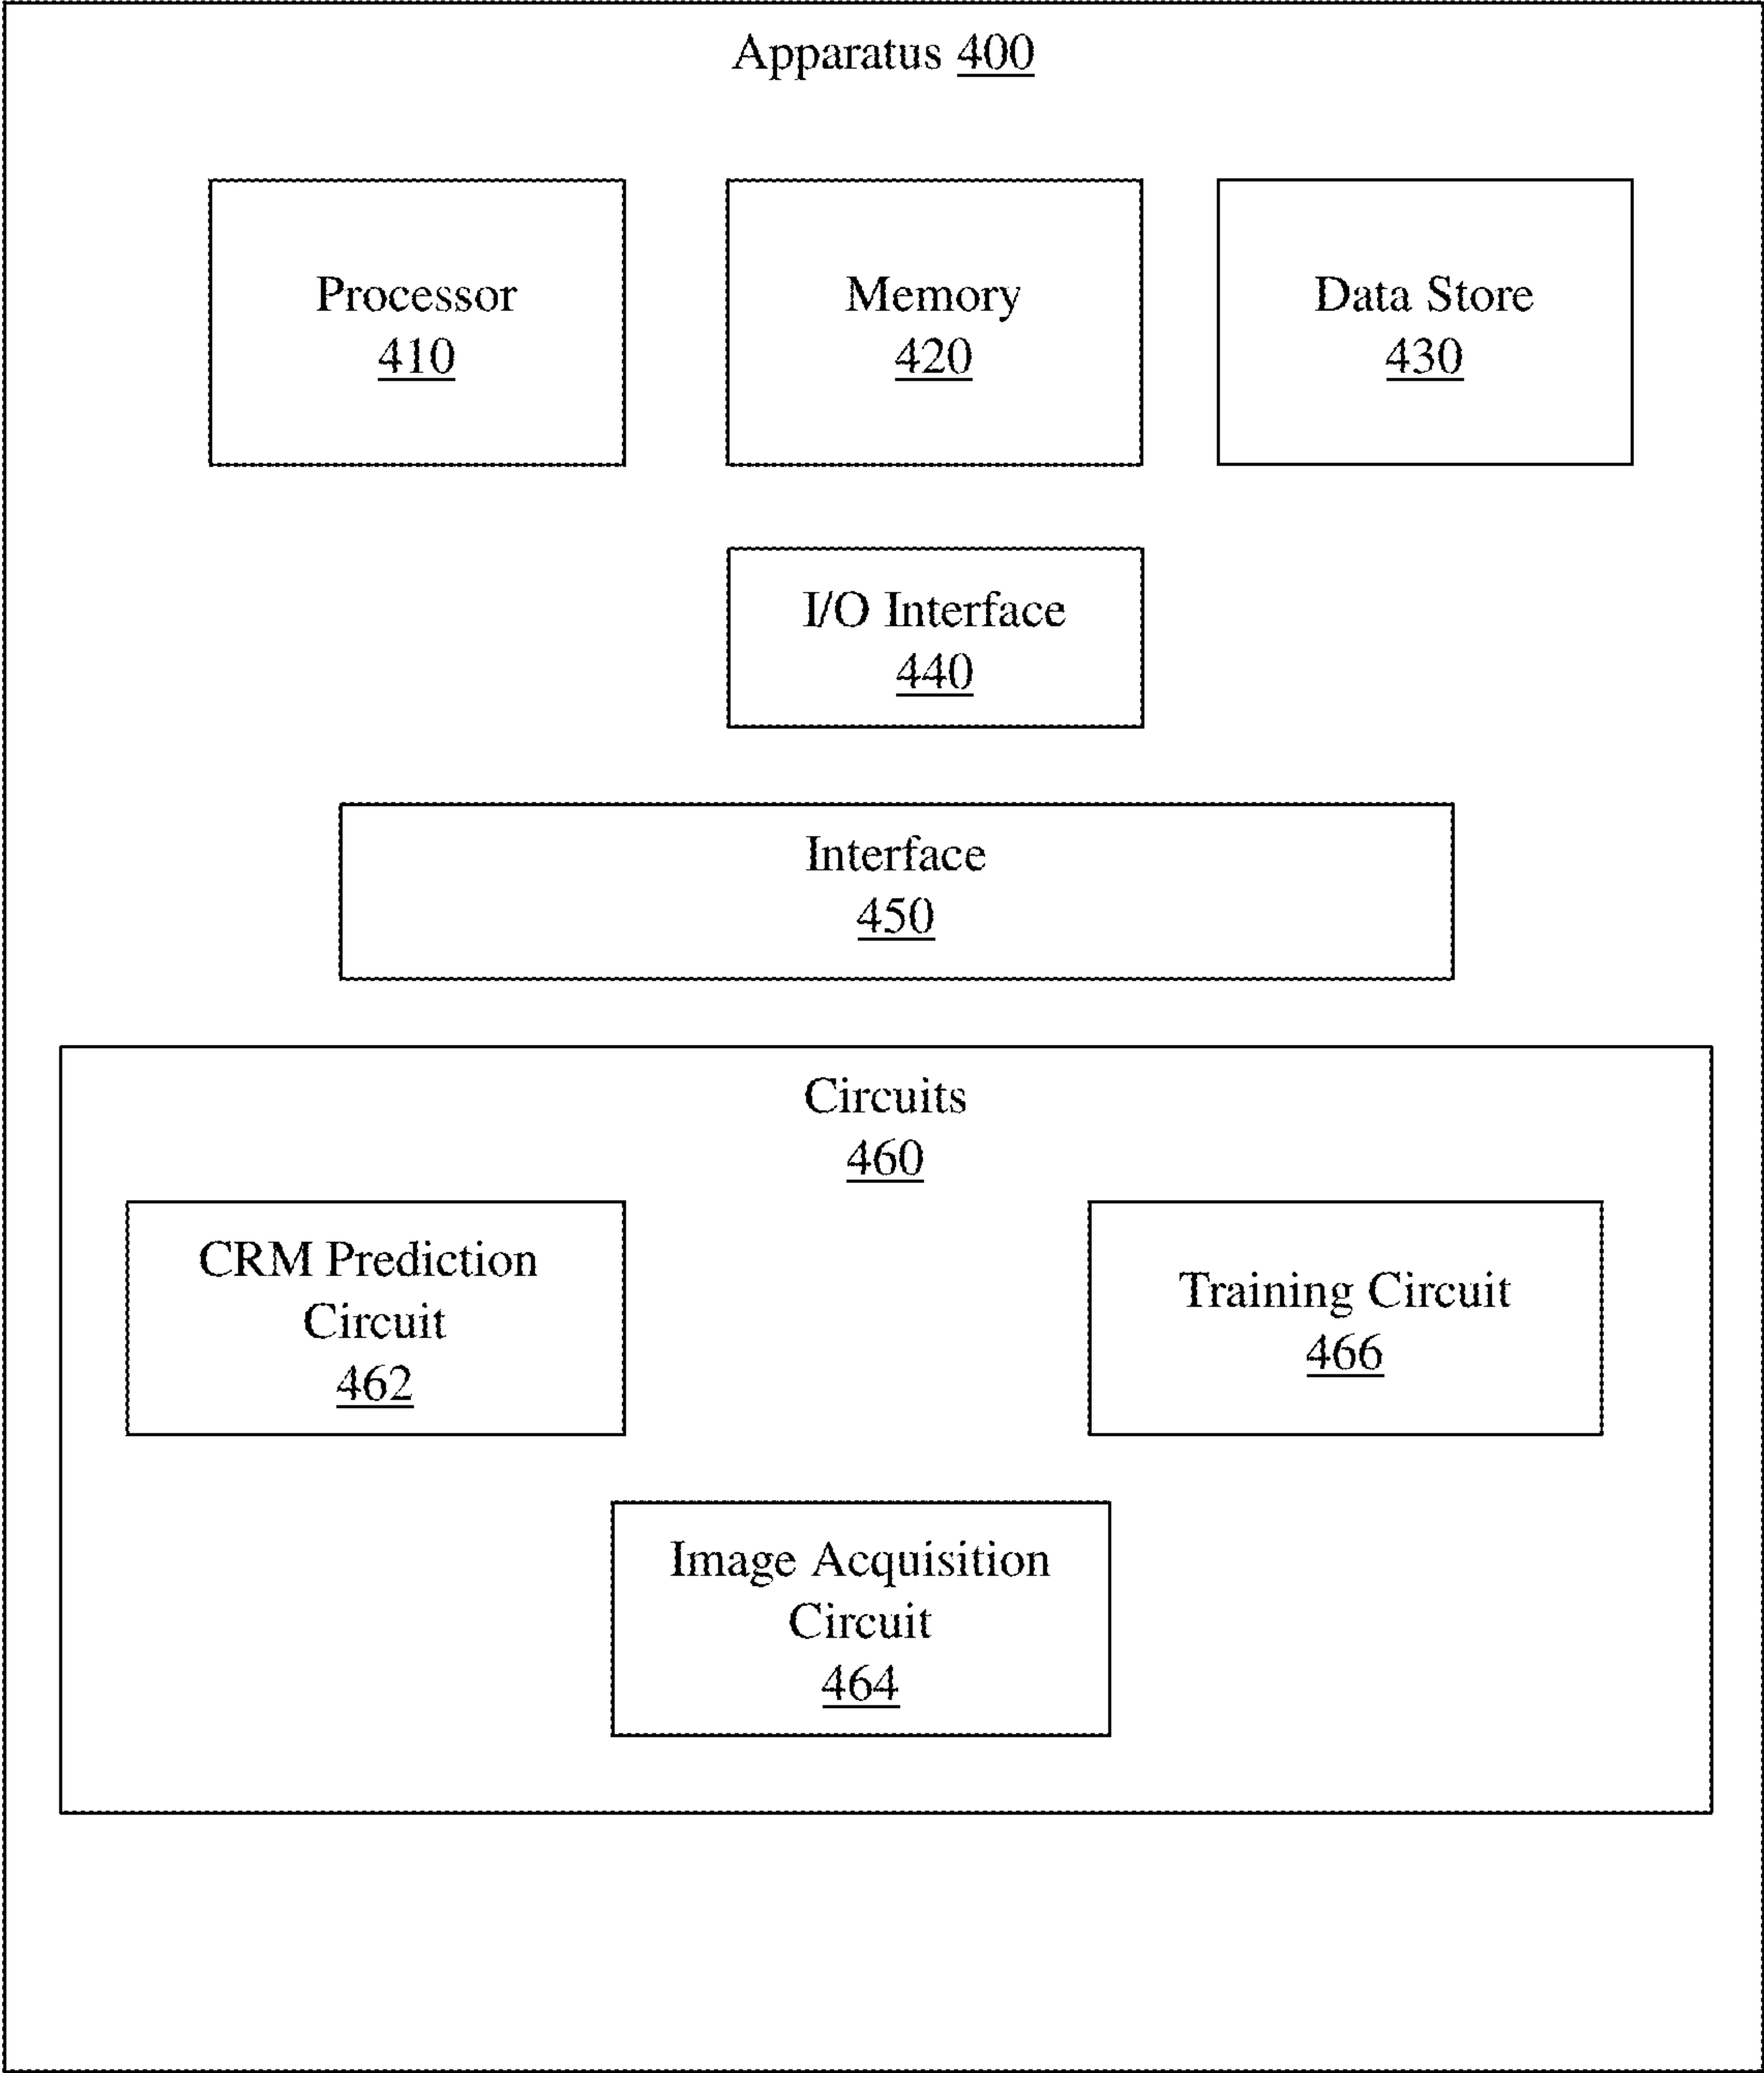 Apparatus 400
Processor
410
Memory
420
Data Store
430
I/O Interface
440
Interface
450
Circuits
460
CRM Prediction
Circuit
462
Training Circuit
466
Image Acquisition
Circuit
464